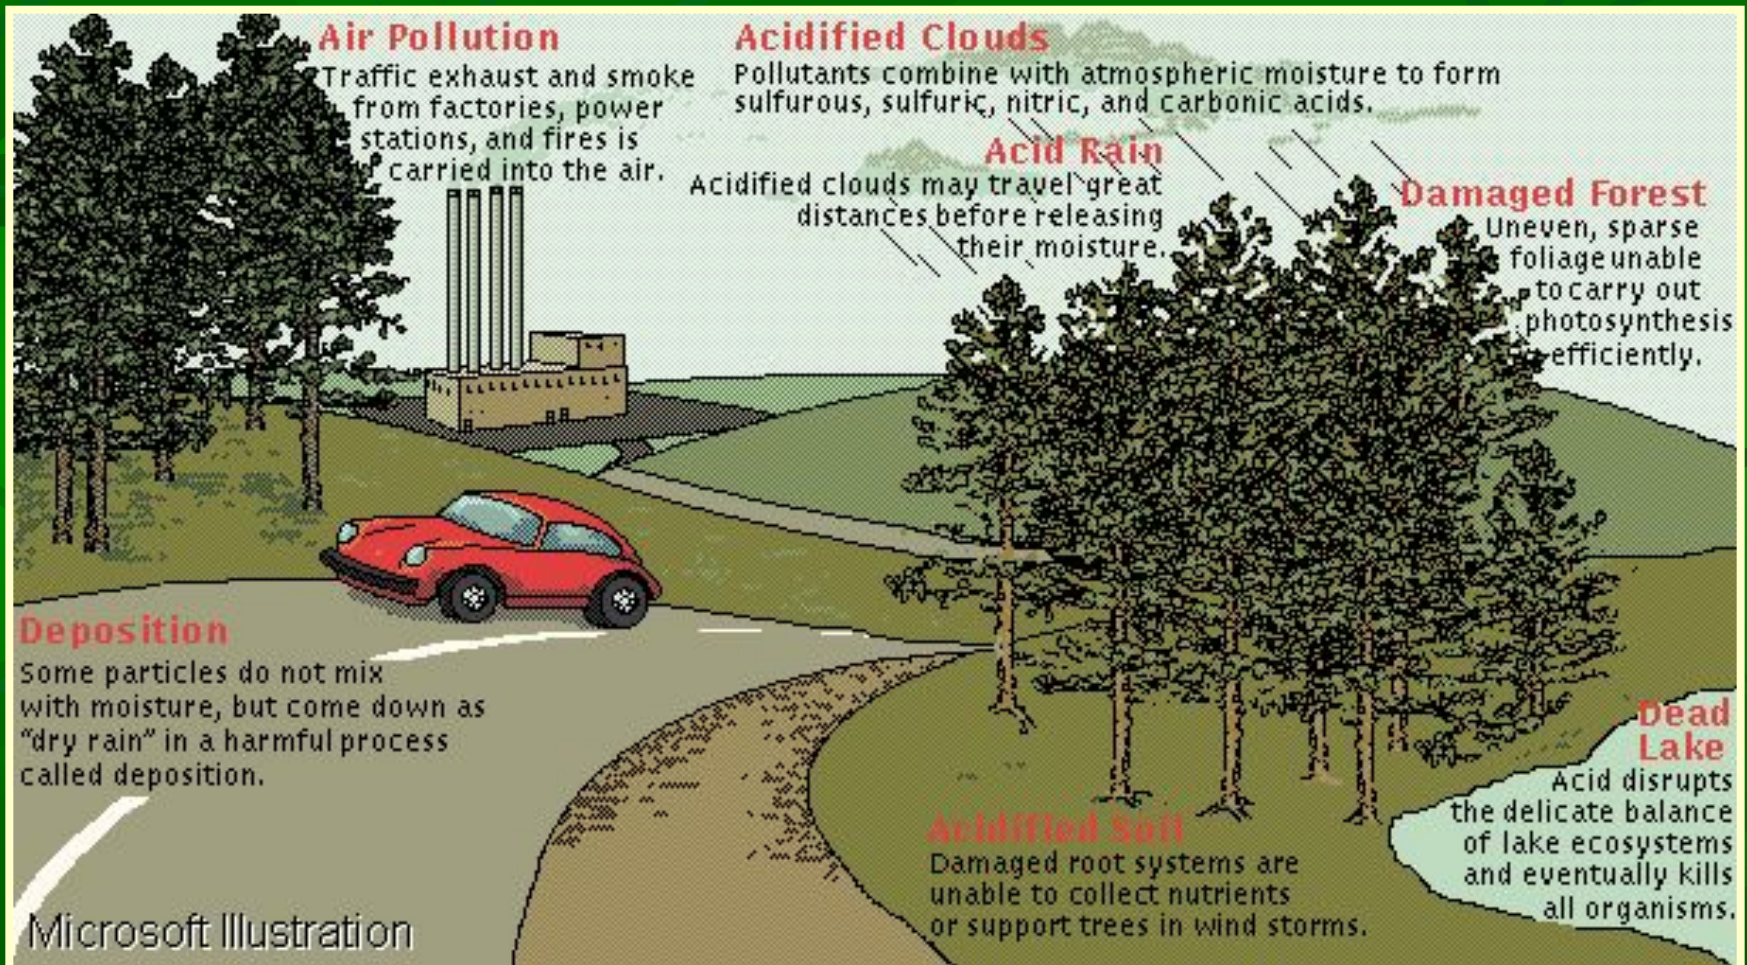 Air Pollution
Traffic exhaust and smoke
from factories, power
stations, and fires is
carried into the air.
Acidified Clouds
Pollutants combine with atmospheric moisture to form
sulfurous, sulfuric, nitric, and carbonic acids.
Acid Rain
Acidified clouds may travel great
distances before releasing
their moisture.
Damaged Forest
Uneven, sparse
foliage unable
to carry out
photosynthesis
efficiently.
Deposition
Some particles do not mix
with moisture, but come down as
"dry rain" in a harmful process
called deposition.
Acidified Soil
Damaged root systems are
unable to collect nutrients
or support trees in wind storms.
Dead
Lake
Acid disrupts
the delicate balance
of lake ecosystems
and eventually kills
all organisms.
Microsoft Illustration